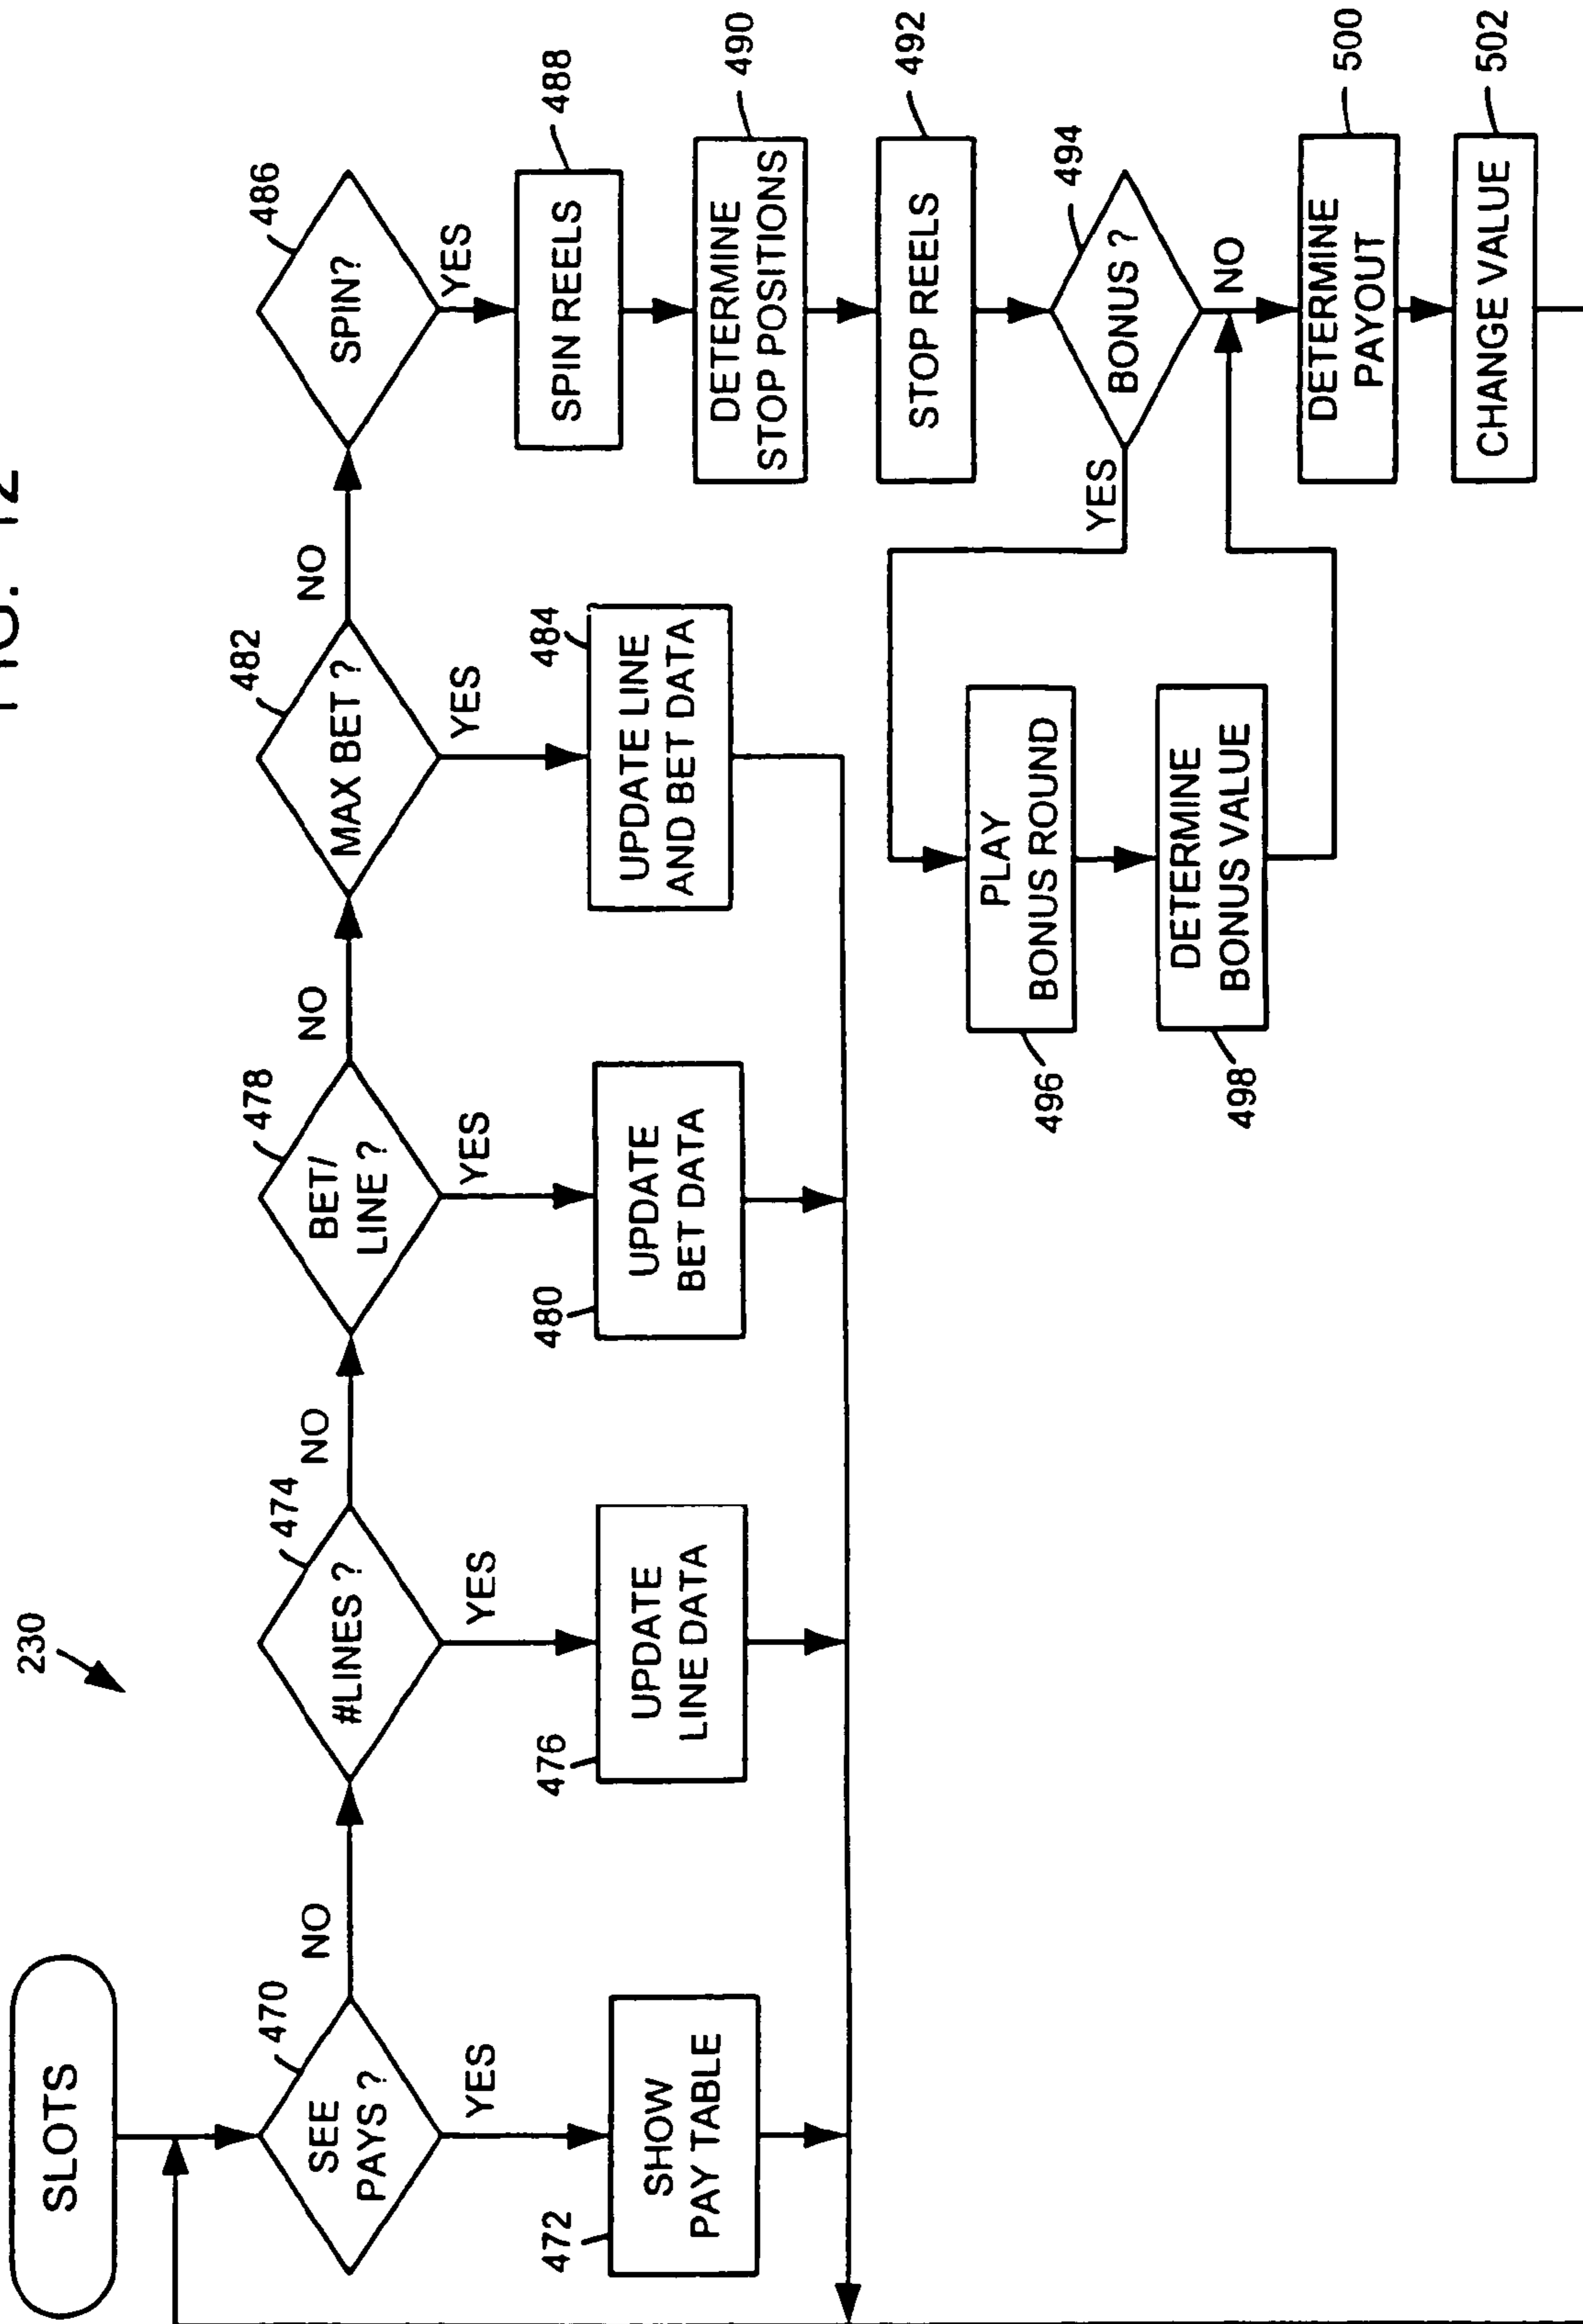 FIG. 12
230
SLOTS
470
SEE
PAYS ?
NO
YES
472
SHOW
PAY TABLE
474
#LINES ?
NO
YES
476
UPDATE
LINE DATA
478
BET/
LINE ?
NO
YES
480
UPDATE
BET DATA
482
MAX BET ?
NO
YES
484
UPDATE LINE
AND BET DATA
486
SPIN?
YES
488
SPIN REELS
490
DETERMINE
STOP POSITIONS
492
STOP REELS
494
BONUS ?
YES
NO
496
PLAY
BONUS ROUND
498
DETERMINE
BONUS VALUE
500
DETERMINE
PAYOUT
502
CHANGE VALUE